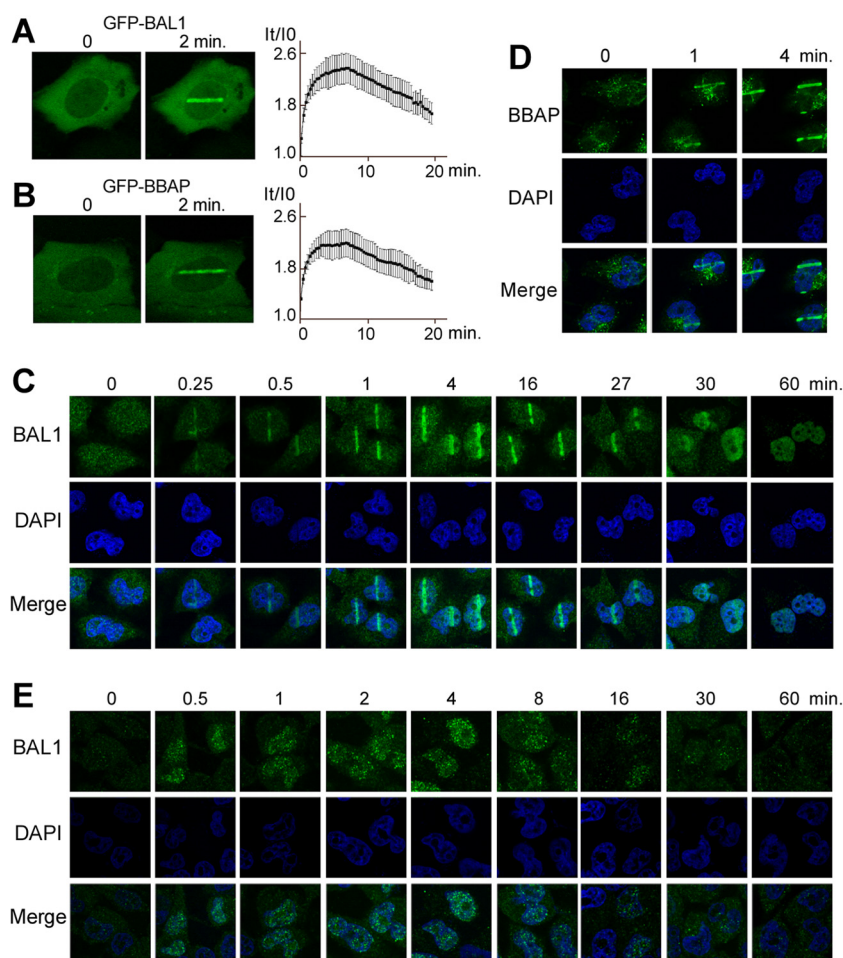 A
GFP-BAL1
0 2 min.
It/I0
2.6
1.8
1.0
0 10 20 min.
B
GFP-BBAP
0 2 min.
It/I0
2.6
1.8
1.0
0 10 20 min.
D
0 1 4 min.
BBAP
DAPI
Merge
C
0 0.25 0.5 1 4 16 27 30 60 min.
BAL1
DAPI
Merge
E
0 0.5 1 2 4 8 16 30 60 min.
BAL1
DAPI
Merge